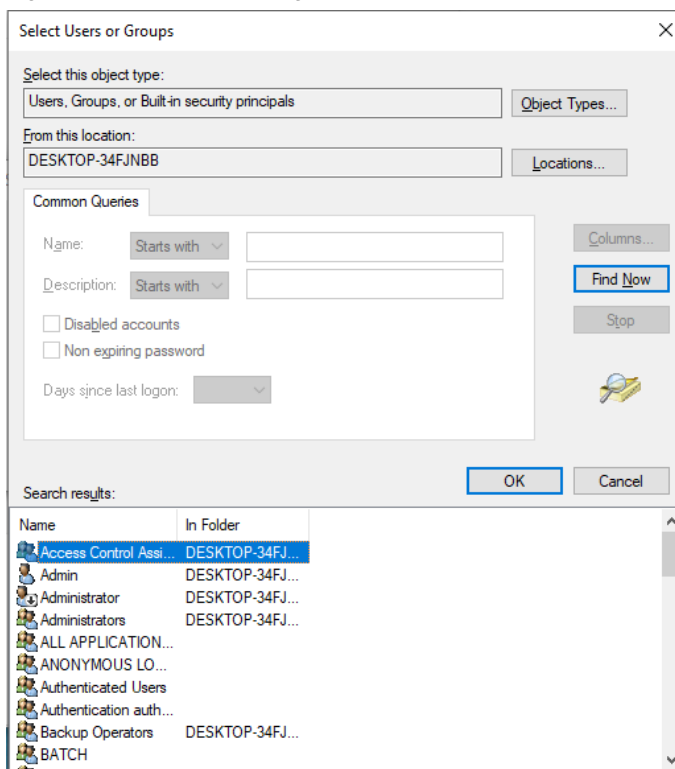 Select Users or Groups
Select this object type:
Users, Groups, or Built-in security principals
Object Types...
From this location:
DESKTOP-34FJNBB
Locations...
Common Queries
Name: Starts with
Columns...
Description: Starts with
Find Now
Disabled accounts
Stop
Non expiring password
Days since last logon:
OK Cancel
Search results:
Name In Folder
Access Control Assi... DESKTOP-34FJ...
Admin DESKTOP-34FJ...
Administrator DESKTOP-34FJ...
Administrators DESKTOP-34FJ...
ALL APPLICATION...
ANONYMOUS LO...
Authenticated Users
Authentication auth...
Backup Operators DESKTOP-34FJ...
BATCH